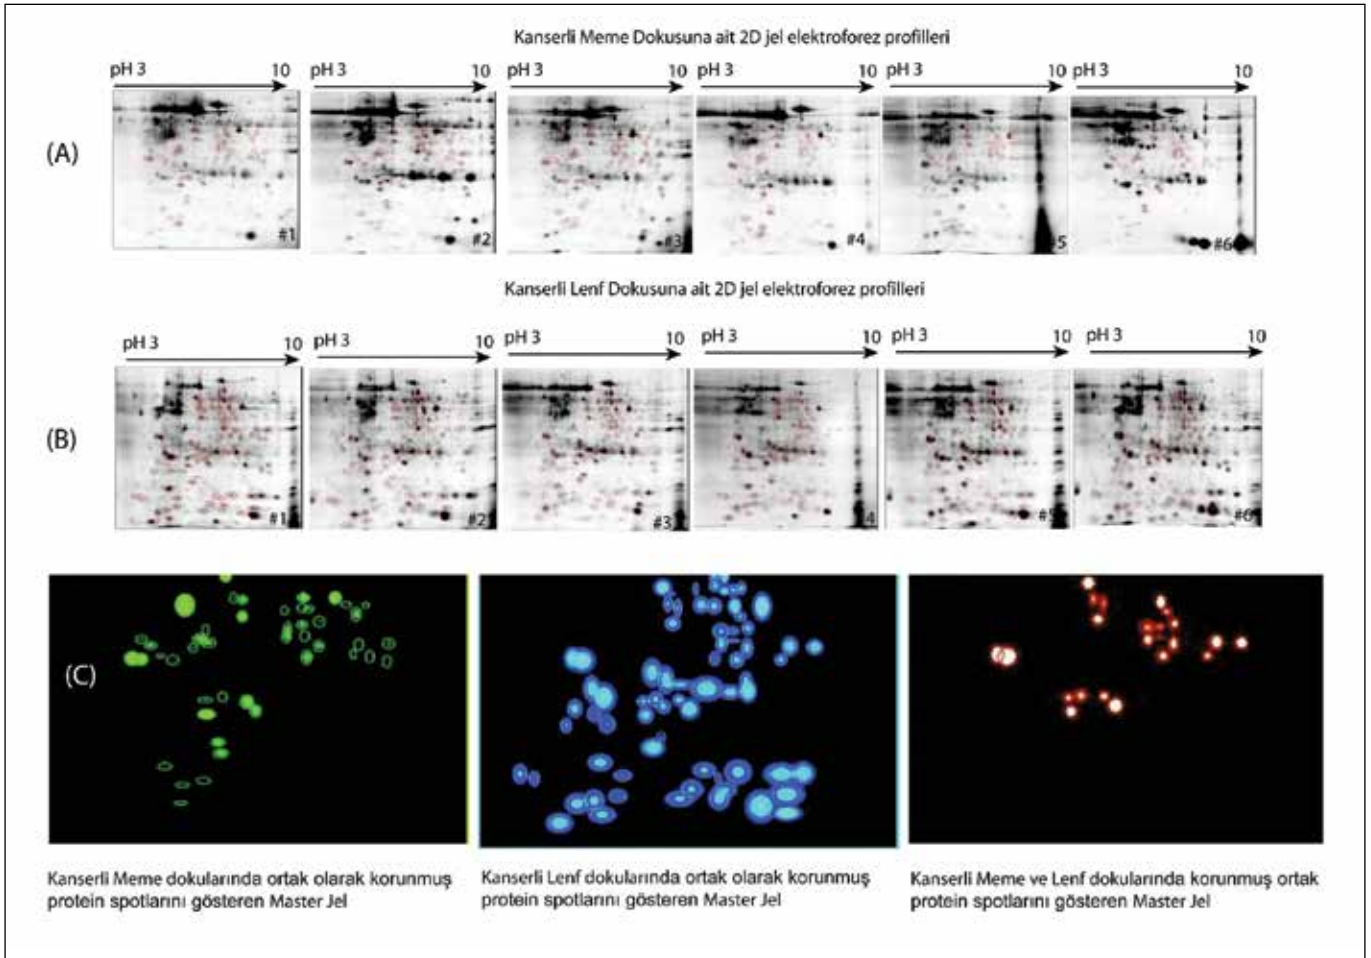 Kanserli Meme Dokusuna ait 2D jel elektroforez profilleri
pH 3 10 pH 3 10 pH 3 10 pH 3 10 pH 3 10 pH 3 10
(A)
#1 #2 #3 #4 5 #6
Kanserli Lenf Dokusuna ait 2D jel elektroforez profilleri
pH 3 10 pH 3 10 pH 3 10 pH 3 10 pH 3 10 pH 3 10
(B)
#1 #2 #3 4 #5 #6
(C)
Kanserli Meme dokularında ortak olarak korunmuş
protein spotlarını gösteren Master Jel
Kanserli Lenf dokularında ortak olarak korunmuş
protein spotlarını gösteren Master Jel
Kanserli Meme ve Lenf dokularında korunmuş ortak
protein spotlarını gösteren Master Jel